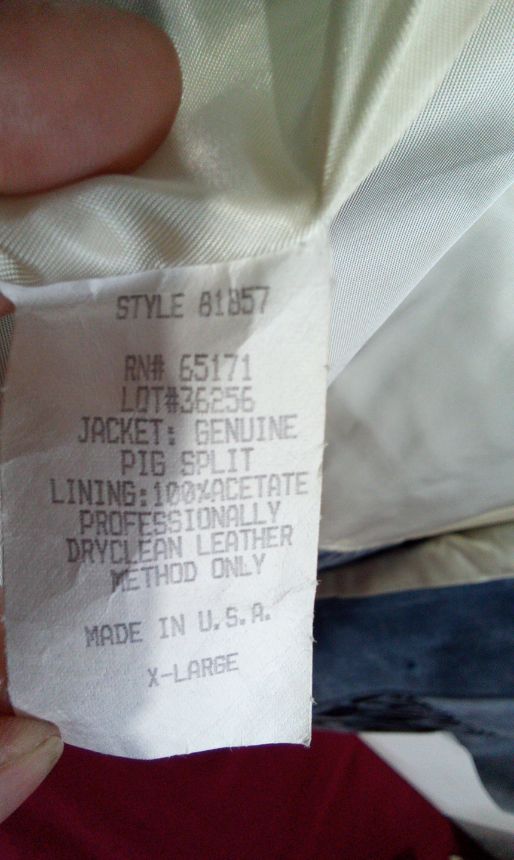 STYLE 81857
RN# 65171
LOT#36256
JACKET: GENUINE
PIG SPLIT
LINING:100%ACETATE
PROFESSIONALLY
DRYCLEAN LEATHER
METHOD ONLY
MADE IN U.S.A.
X-LARGE